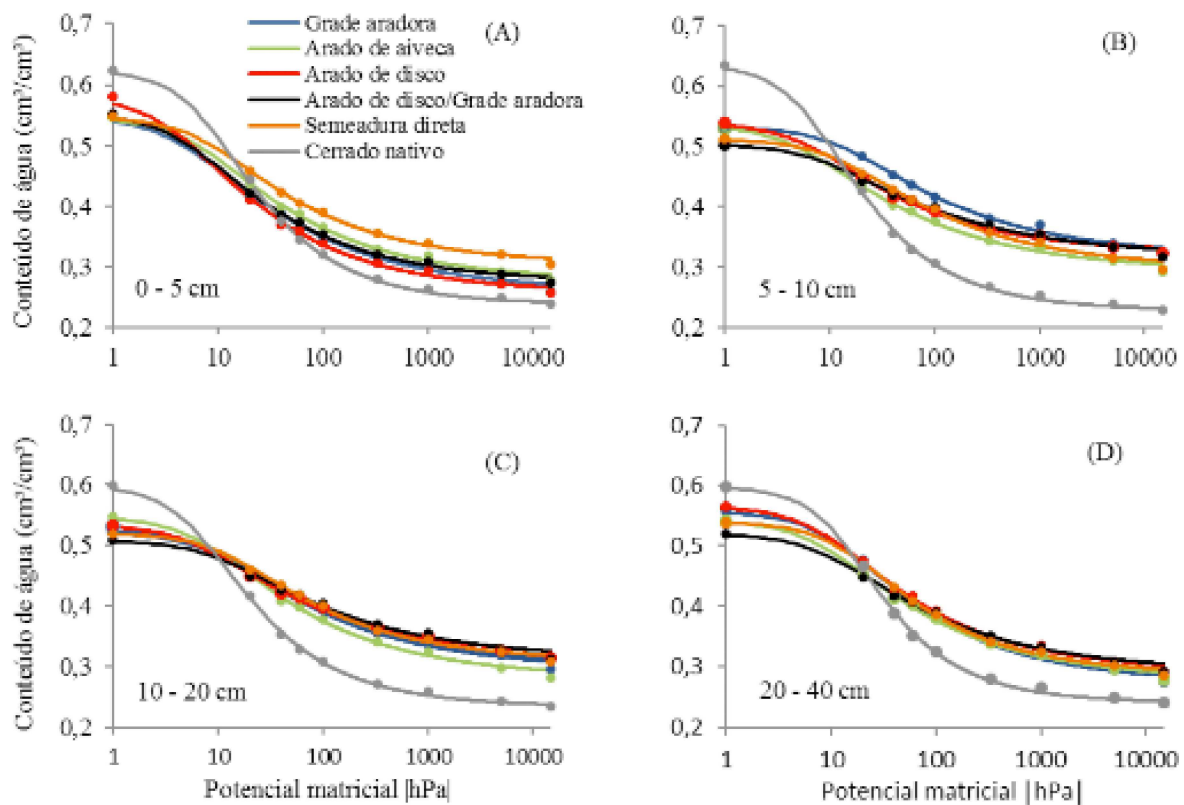 Conteúdo de água (cm³/cm³)
0,7
0,6
0,5
0,4
0,3
0,2
Grade aradora
Arado de aiveca
Arado de disco
Arado de disco/Grade aradora
Semeadura direta
Cerrado nativo
(A)
0 - 5 cm
1 10 100 1000 10000
0,7
0,6
0,5
0,4
0,3
0,2
(B)
5 - 10 cm
1 10 100 1000 10000
Conteúdo de água (cm³/cm³)
0,7
0,6
0,5
0,4
0,3
0,2
(C)
10 - 20 cm
1 10 100 1000 10000
Potencial matricial |hPa|
0,7
0,6
0,5
0,4
0,3
0,2
(D)
20 - 40 cm
1 10 100 1000 10000
Potencial matricial |hPa|